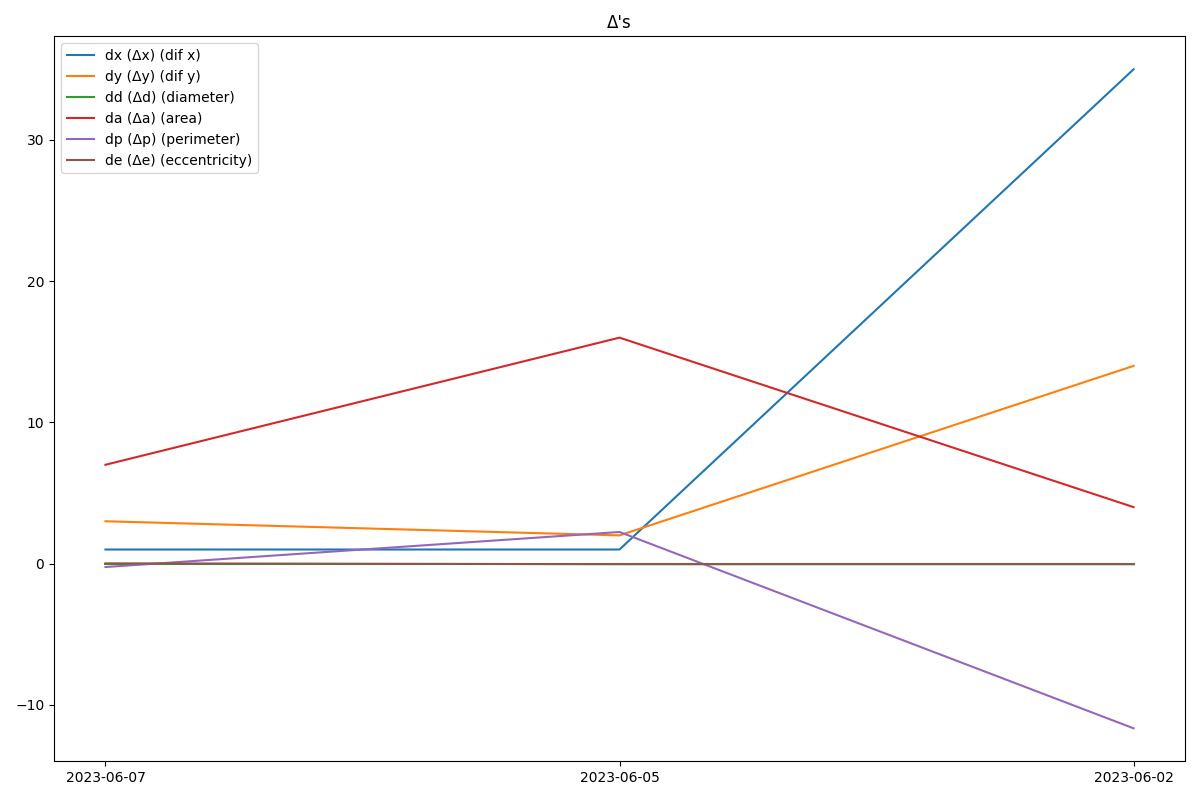 Δ's
dx (Δx) (dif x)
dy (Δy) (dif y)
dd (Δd) (diameter)
da (Δa) (area)
dp (Δp) (perimeter)
de (Δe) (eccentricity)
30
20
10
0
−10
2023-06-07
2023-06-05
2023-06-02